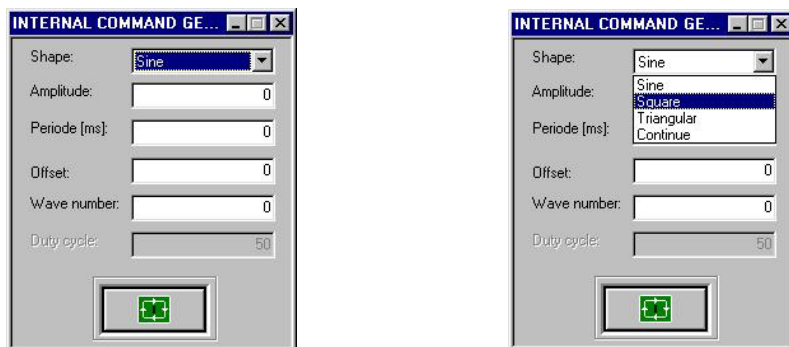 INTERNAL COMMAND GE...
Shape: Sine
Amplitude: 0
Periode [ms]: 0
Offset: 0
Wave number: 0
Duty cycle: 50
INTERNAL COMMAND GE...
Shape: Sine
Sine
Amplitude:
Square
Triangular
Periode [ms]:
Continue
Offset: 0
Wave number: 0
Duty cycle: 50